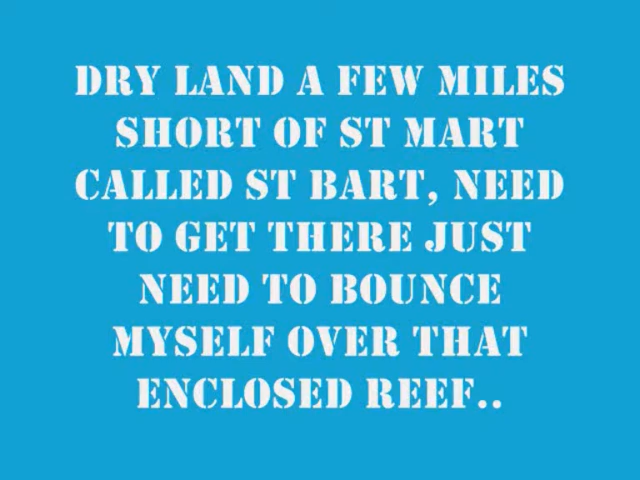 DRY LAND A FEW MILES
SHORT OF ST MART
CALLED ST BART, NEED
TO GET THERE JUST
NEED TO BOUNCE
MYSELF OVER THAT
ENCLOSED REEF..